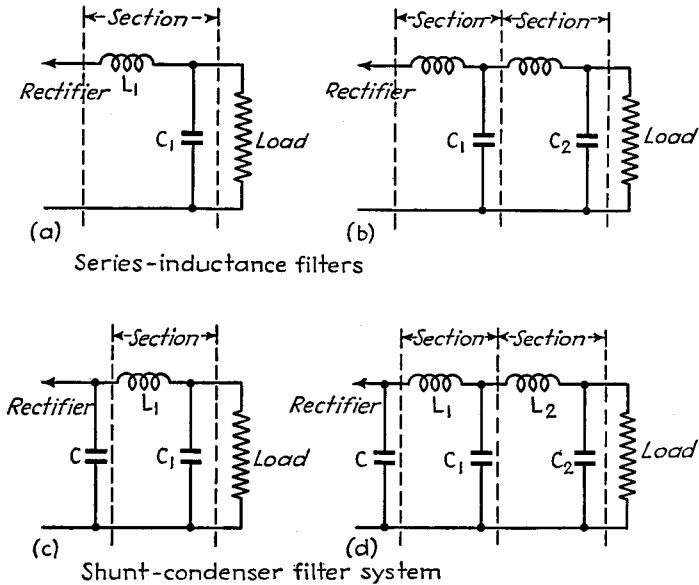 Section
Section
Section
Rectifier
L1
C1
Load
(a)
Rectifier
C1
C2
Load
(b)
Series-inductance filters
Section
Section
Section
Rectifier
L1
C
C1
Load
(c)
Rectifier
L1
L2
C
C1
C2
Load
(d)
Shunt-condenser filter system